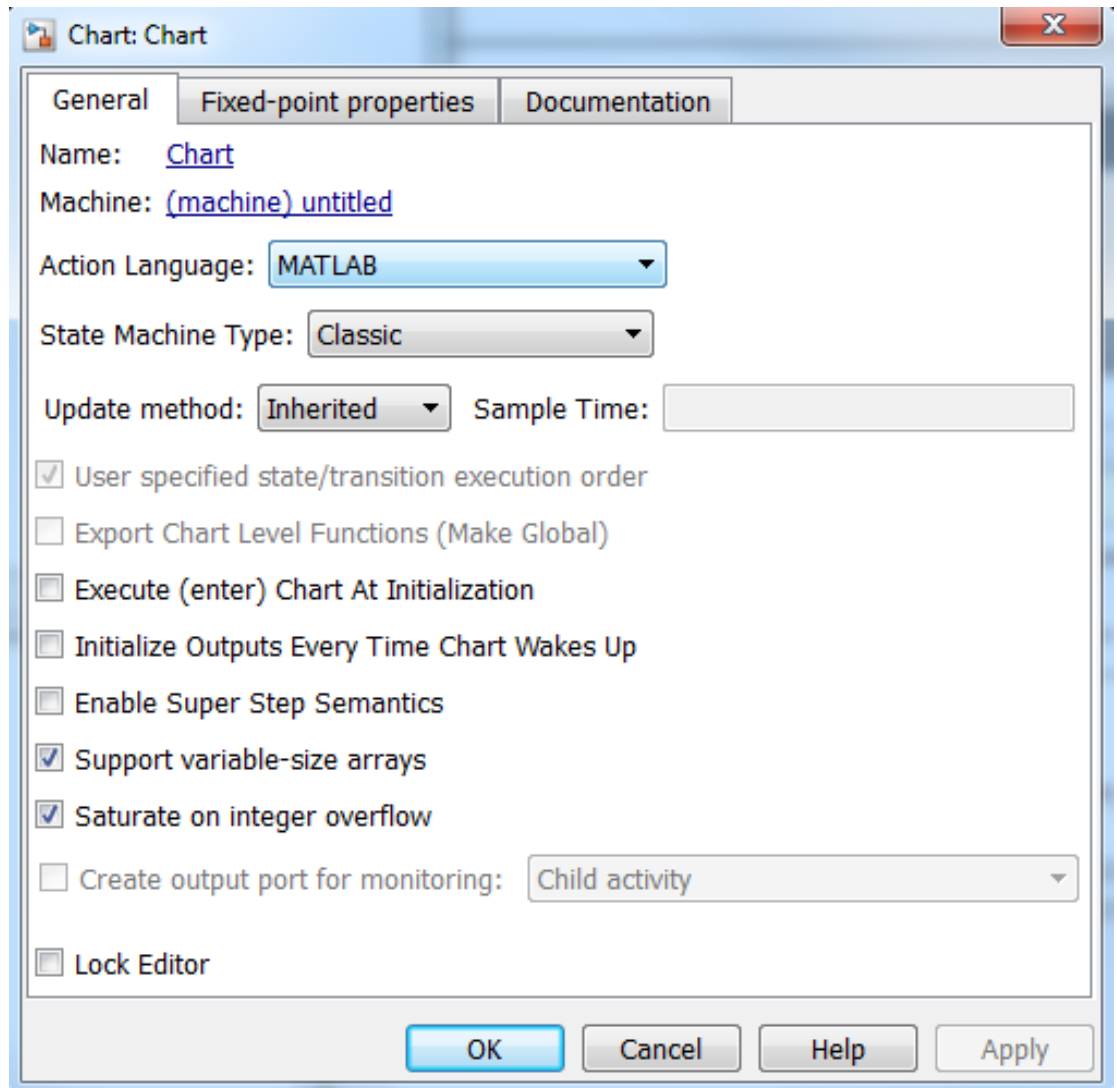 Chart: Chart
General Fixed-point properties Documentation
Name: Chart
Machine: (machine) untitled
Action Language: MATLAB
State Machine Type: Classic
Update method: Inherited Sample Time:
User specified state/transition execution order
Export Chart Level Functions (Make Global)
Execute (enter) Chart At Initialization
Initialize Outputs Every Time Chart Wakes Up
Enable Super Step Semantics
Support variable-size arrays
Saturate on integer overflow
Create output port for monitoring: Child activity
Lock Editor
OK Cancel Help Apply